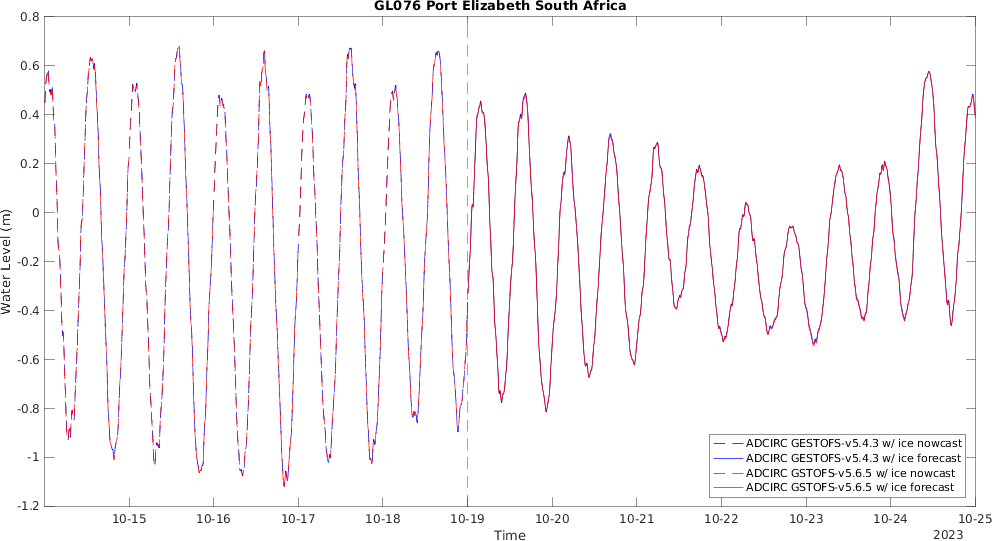 GL076 Port Elizabeth South Africa
0.8
0.6
0.4
0.2
0
-0.2
-0.4
-0.6
-0.8
-1
-1.2
Water Level (m)
ADCIRC GESTOFS-v5.4.3 w/ ice nowcast
ADCIRC GESTOFS-v5.4.3 w/ ice forecast
ADCIRC GSTOFS-v5.6.5 w/ ice nowcast
ADCIRC GSTOFS-v5.6.5 w/ ice forecast
10-15 10-16 10-17 10-18 10-19 10-20 10-21 10-22 10-23 10-24 10-25
Time
2023